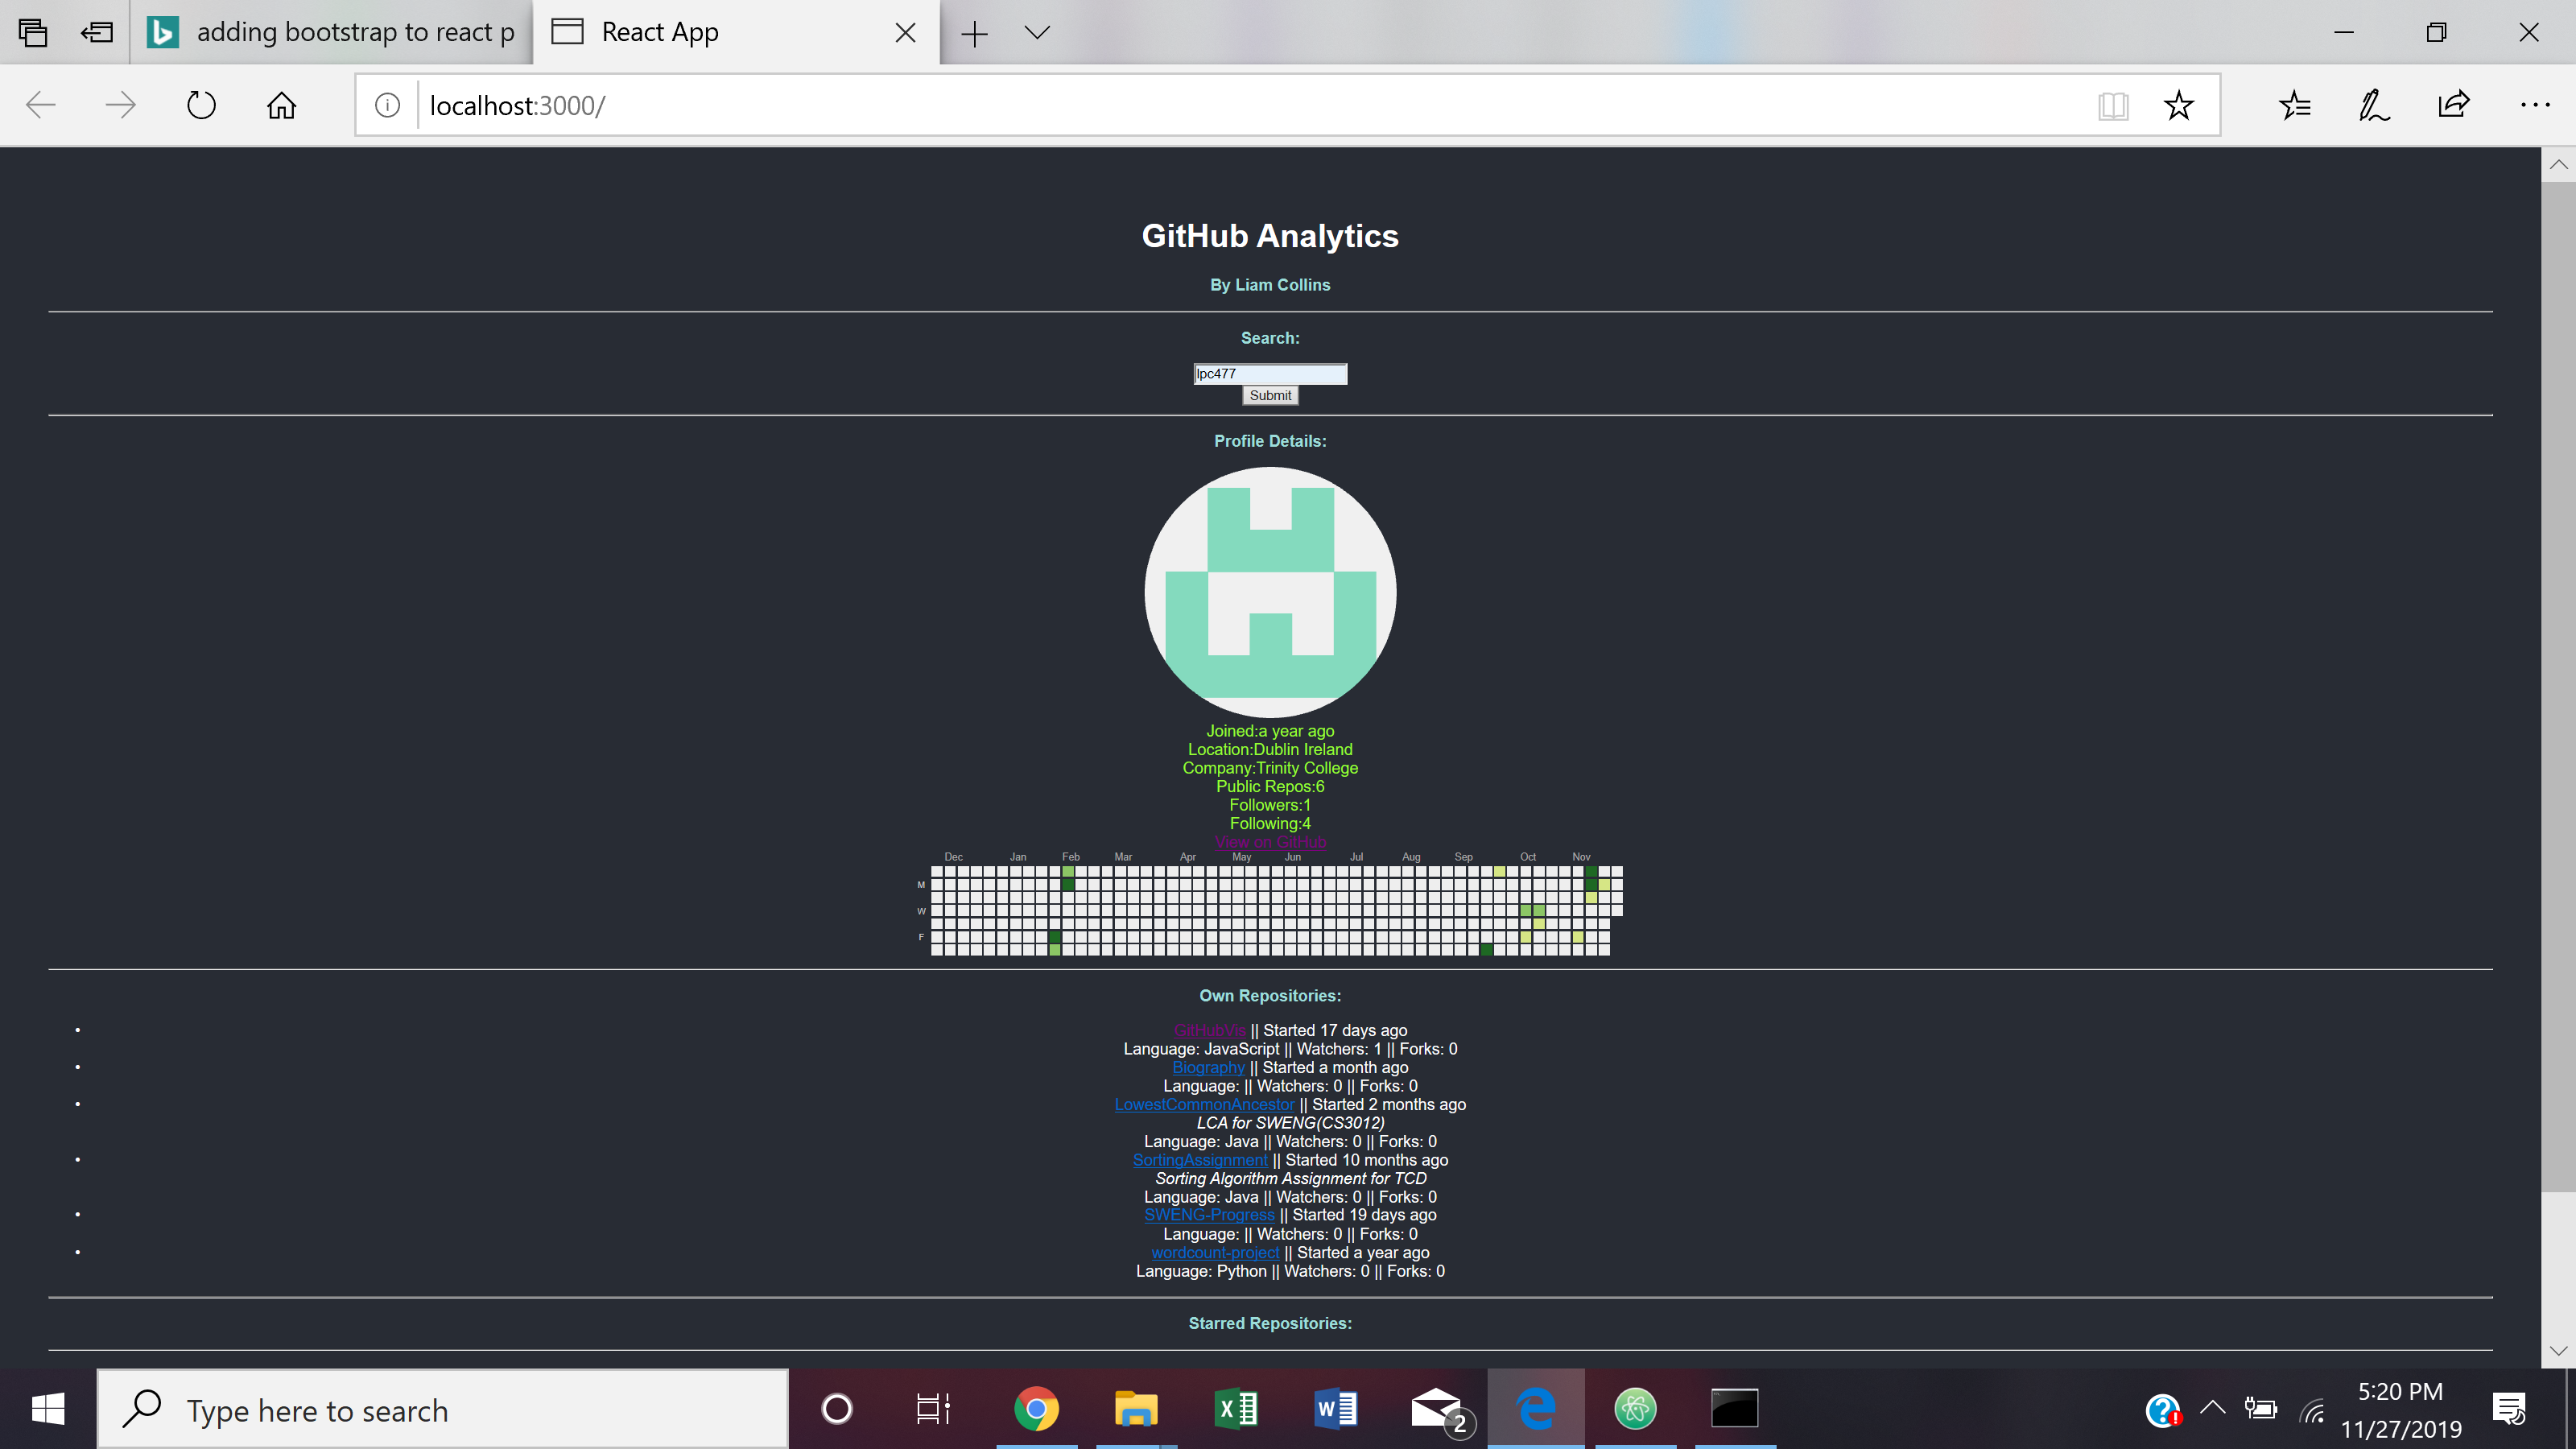 adding bootstrap to react p
React App
localhost:3000/
GitHub Analytics
By Liam Collins
Search:
lpc477
Submit
Profile Details:
Joined:a year ago
Location:Dublin Ireland
Company:Trinity College
Public Repos:6
Followers:1
Following:4
View on GitHub
Dec Jan Feb Mar Apr May Jun Jul Aug Sep Oct Nov
M
W
F
Own Repositories:
GitHubVis || Started 17 days ago
Language: JavaScript || Watchers: 1 || Forks: 0
Biography || Started a month ago
Language: || Watchers: 0 || Forks: 0
LowestCommonAncestor || Started 2 months ago
LCA for SWENG(CS3012)
Language: Java || Watchers: 0 || Forks: 0
SortingAssignment || Started 10 months ago
Sorting Algorithm Assignment for TCD
Language: Java || Watchers: 0 || Forks: 0
SWENG-Progress || Started 19 days ago
Language: || Watchers: 0 || Forks: 0
wordcount-project || Started a year ago
Language: Python || Watchers: 0 || Forks: 0
Starred Repositories:
Type here to search
2
5:20 PM
11/27/2019